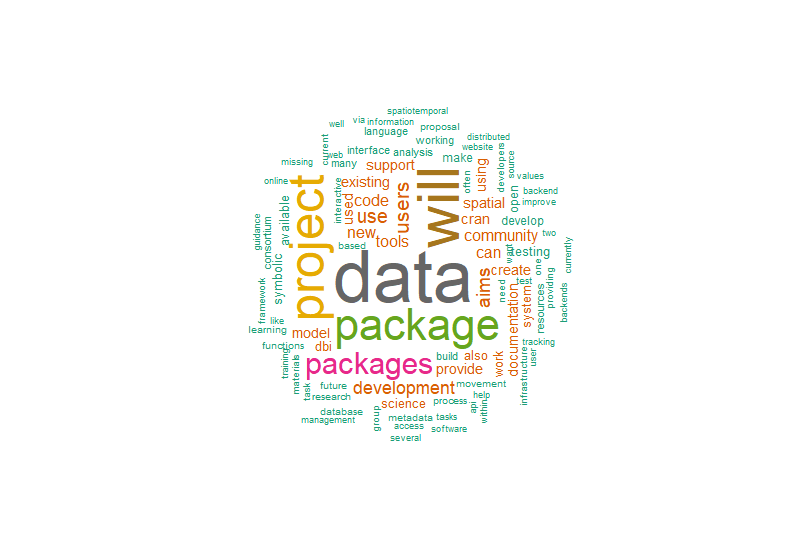 spatiotemporal
well
via
information
language
proposal
distributed
current
working
website
missing
web
many
interface
analysis
make
often
developers
source
support
using
online
project
interactive
used
existing
code
users
will
spatial
open
values
backend
improve
guidance
consortium
available
new
use
tools
cran
community
develop
two
based
can
want
testing
currently
symbolic
data
aims
create
need
test
one
providing
resources
backends
framework
like
learning
package
documentation
system
functions
model
dbi
tracking
user
infrastructure
training
materials
packages
build
also
provide
work
task
future
research
development
movement
help
science
process
api
within
database
management
group
metadata
access
several
tasks
software